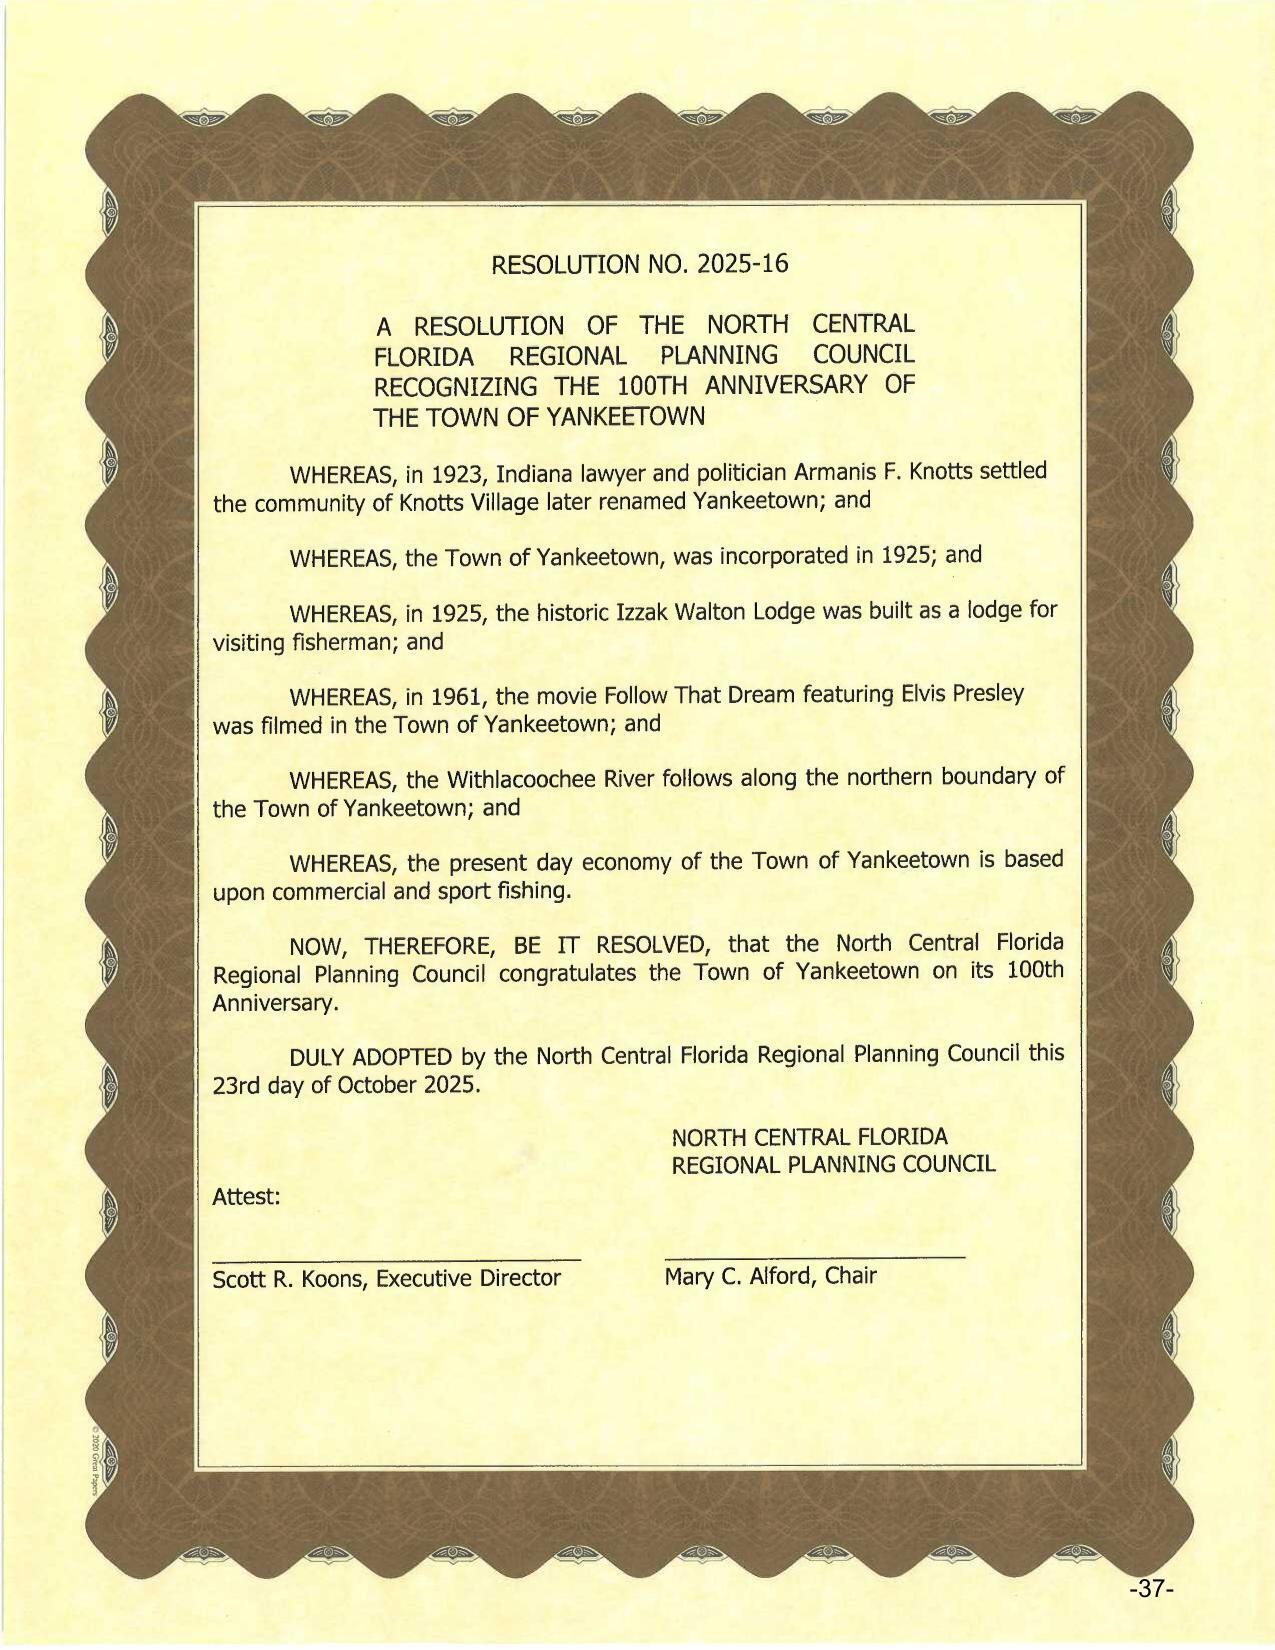 RESOLUTION NO. 2025-16
A RESOLUTION OF THE NORTH CENTRAL
FLORIDA REGIONAL PLANNING COUNCIL
RECOGNIZING THE 100TH ANNIVERSARY OF
THE TOWN OF YANKEETOWN
WHEREAS, in 1923, Indiana lawyer and politician Armanis F. Knotts settled
the community of Knotts Village later renamed Yankeetown; and
WHEREAS, the Town of Yankeetown, was incorporated in 1925; and
WHEREAS, in 1925, the historic Izzak Walton Lodge was built as a lodge for
visiting fisherman; and
WHEREAS, in 1961, the movie Follow That Dream featuring Elvis Presley
was filmed in the Town of Yankeetown; and
WHEREAS, the Withlacoochee River follows along the northern boundary of
the Town of Yankeetown; and
WHEREAS, the present day economy of the Town of Yankeetown is based
upon commercial and sport fishing.
NOW, THEREFORE, BE IT RESOLVED, that the North Central Florida
Regional Planning Council congratulates the Town of Yankeetown on its 100th
Anniversary.
DULY ADOPTED by the North Central Florida Regional Planning Council this
23rd day of October 2025.
NORTH CENTRAL FLORIDA
REGIONAL PLANNING COUNCIL
Attest:
Scott R. Koons, Executive Director
Mary C. Alford, Chair
© 2020 Great Papers
-37-